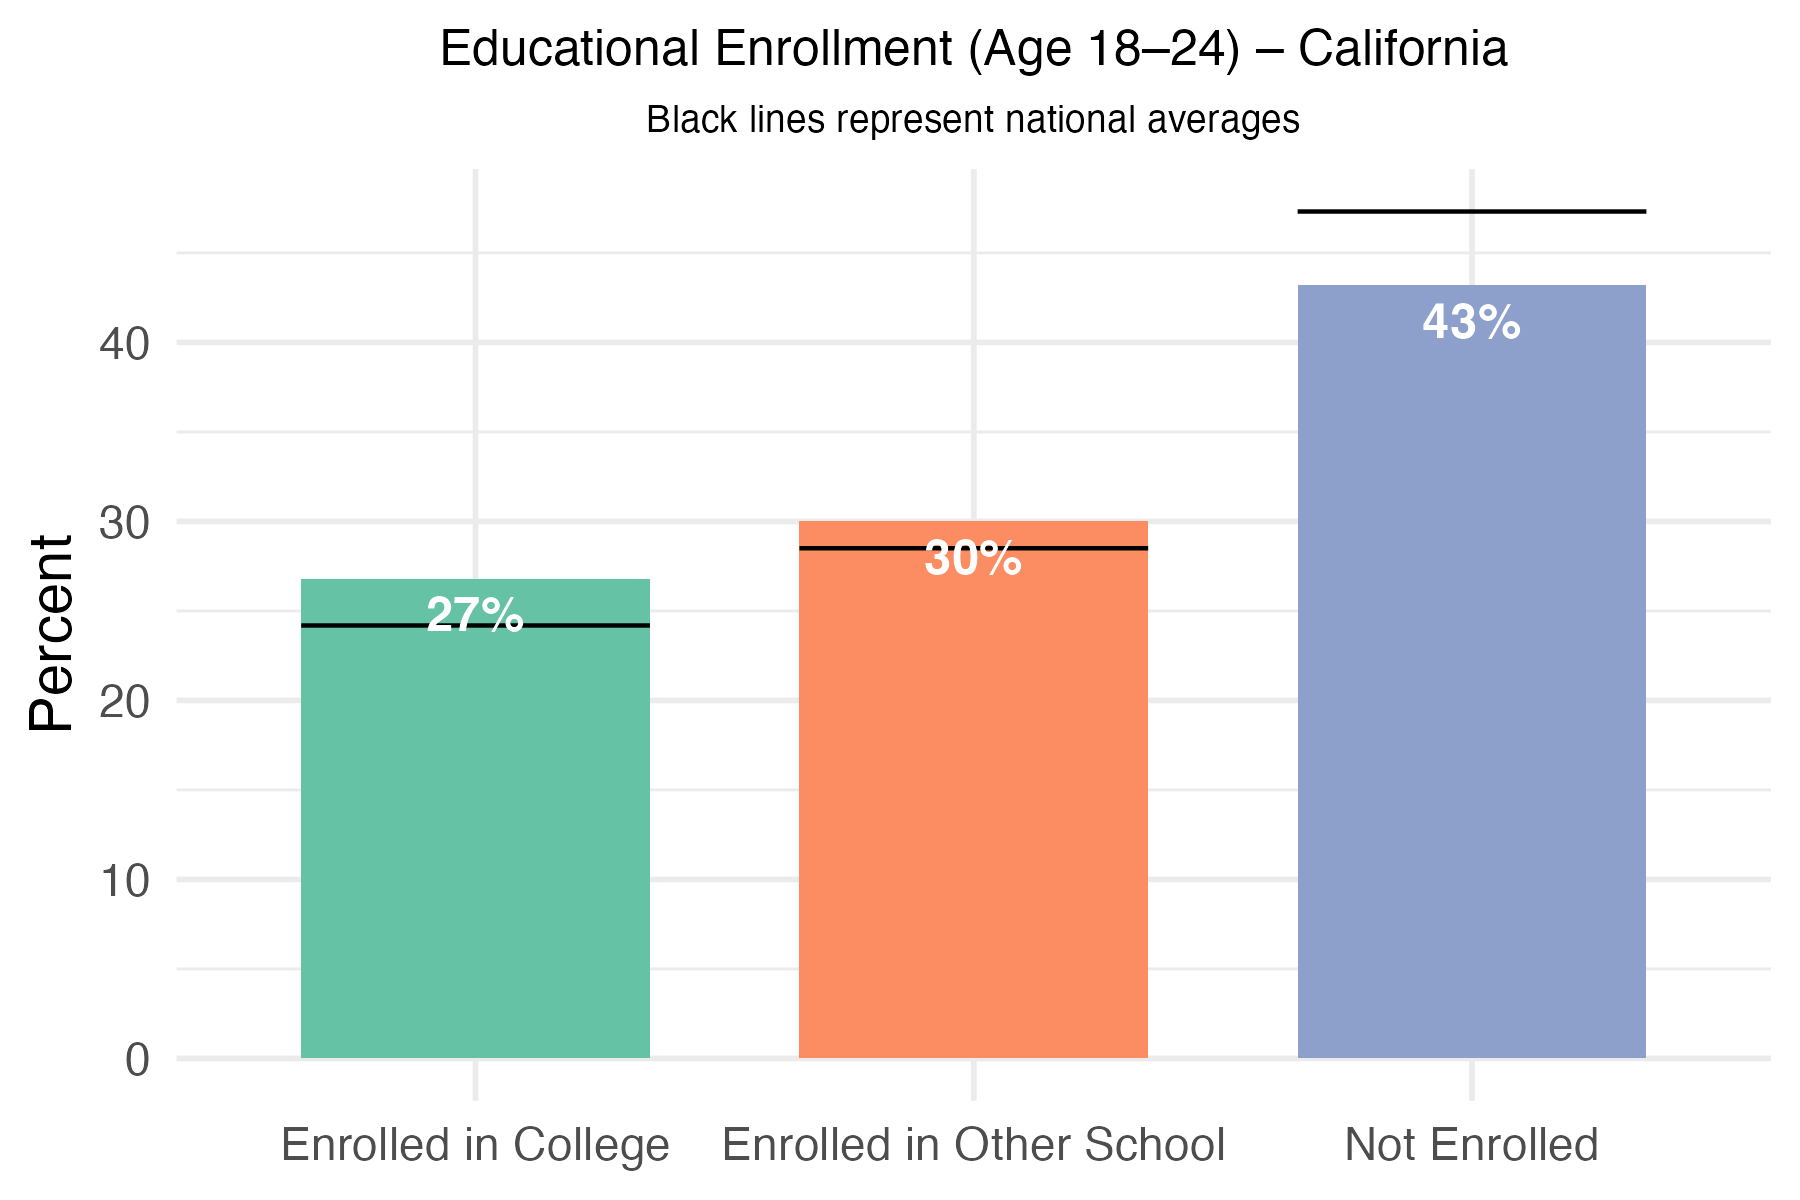 Educational Enrollment (Age 18–24) – California
Black lines represent national averages
Percent
40
30
20
10
0
27%
30%
43%
Enrolled in College
Enrolled in Other School
Not Enrolled